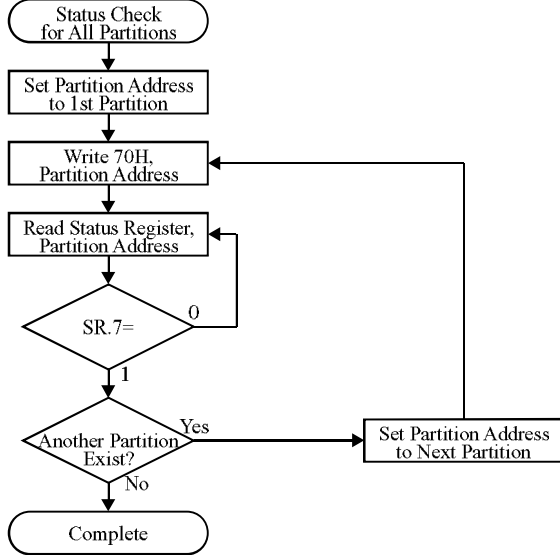 Status Check
for All Partitions
Set Partition Address
to 1st Partition
Write 70H,
Partition Address
Read Status Register,
Partition Address
SR.7=
0
1
Another Partition
Exist?
Yes
Set Partition Address
to Next Partition
No
Complete